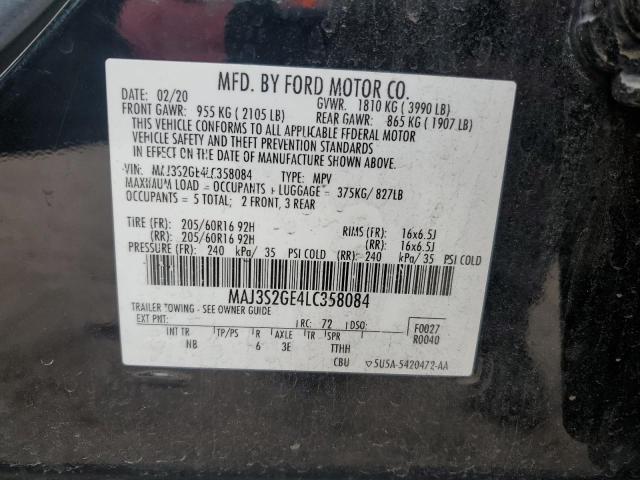 MFD. BY FORD MOTOR CO.
DATE: 02/20 GVWR: 1810 KG ( 3990 LB)
FRONT GAWR: 955 KG ( 2105 LB) REAR GAWR: 865 KG ( 1907 LB)
THIS VEHICLE CONFORMS TO ALL APPLICABLE FEDERAL MOTOR
VEHICLE SAFETY AND THEFT PREVENTION STANDARDS
IN EFFECT ON THE DATE OF MANUFACTURE SHOWN ABOVE.
VIN: MAJ3S2GE4LC358084 TYPE: MPV
MAXIMUM LOAD = OCCUPANTS + LUGGAGE = 375KG/ 827LB
OCCUPANTS = 5 TOTAL; 2 FRONT, 3 REAR
TIRE (FR): 205/60R16 92H RIMS (FR): 16x6.5J
(RR): 205/60R16 92H (RR): 16x6.5J
PRESSURE (FR): 240 kPa/ 35 PSI COLD (RR): 240 kPa/ 35 PSI COLD
MAJ3S2GE4LC358084
TRAILER TOWING - SEE OWNER GUIDE
EXT PNT: RC: 72 DSO: F0027
INT TR TP/PS R AXLE TR SPR R0040
NB 6 3E TTHH
CBU ▽5U5A-5420472-AA